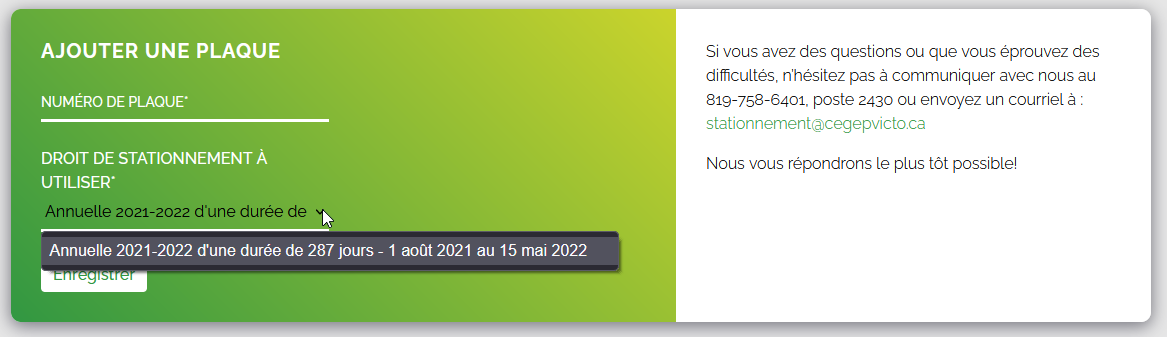 AJOUTER UNE PLAQUE
NUMÉRO DE PLAQUE*
DROIT DE STATIONNEMENT À
UTILISER*
Annuelle 2021-2022 d'une durée de
Annuelle 2021-2022 d'une durée de 287 jours - 1 août 2021 au 15 mai 2022
Enregistrer
Si vous avez des questions ou que vous éprouvez des
difficultés, n'hésitez pas à communiquer avec nous au
819-758-6401, poste 2430 ou envoyez un courriel à :
stationnement@cegepvicto.ca
Nous vous répondrons le plus tôt possible!